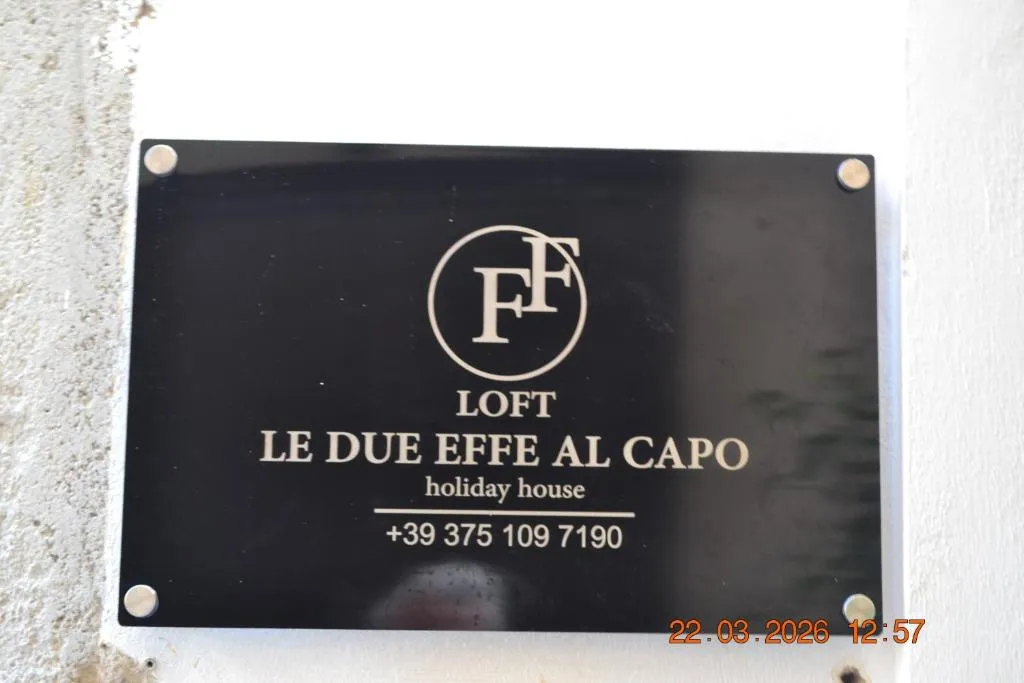 FF
LOFT
LE DUE EFFE AL CAPO
holiday house
+39 375 109 7190
22.03.2026 12:57